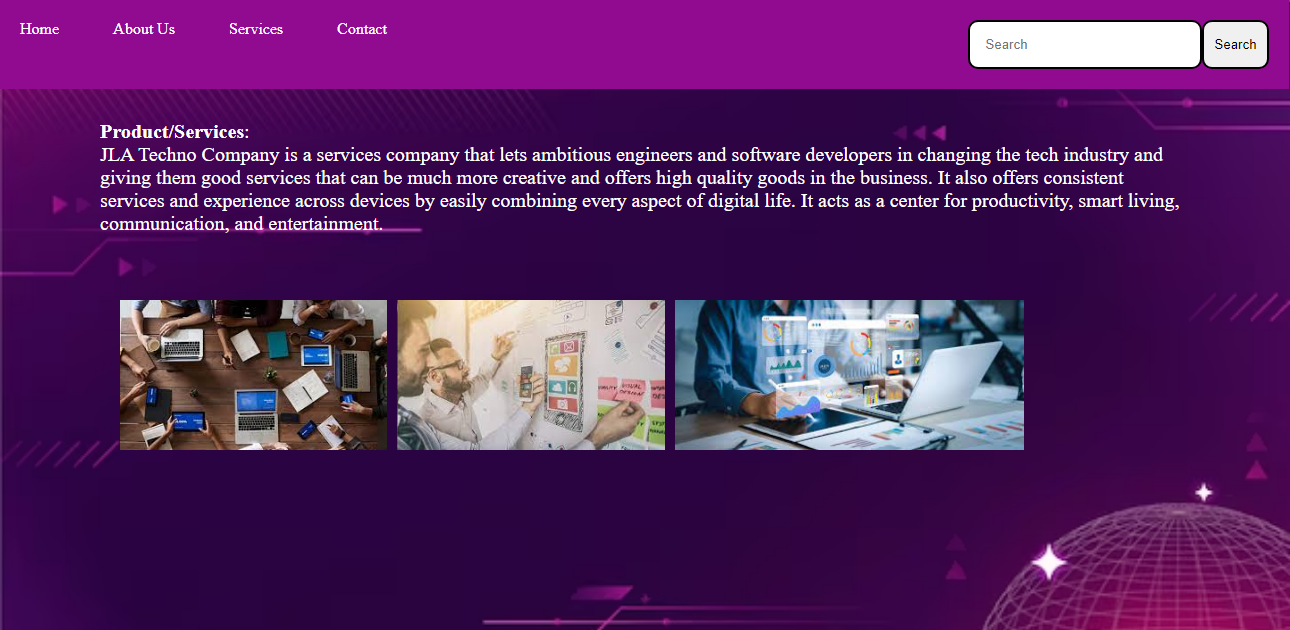 Home About Us Services Contact
Search Search
Product/Services:
JLA Techno Company is a services company that lets ambitious engineers and software developers in changing the tech industry and
giving them good services that can be much more creative and offers high quality goods in the business. It also offers consistent
services and experience across devices by easily combining every aspect of digital life. It acts as a center for productivity, smart living,
communication, and entertainment.